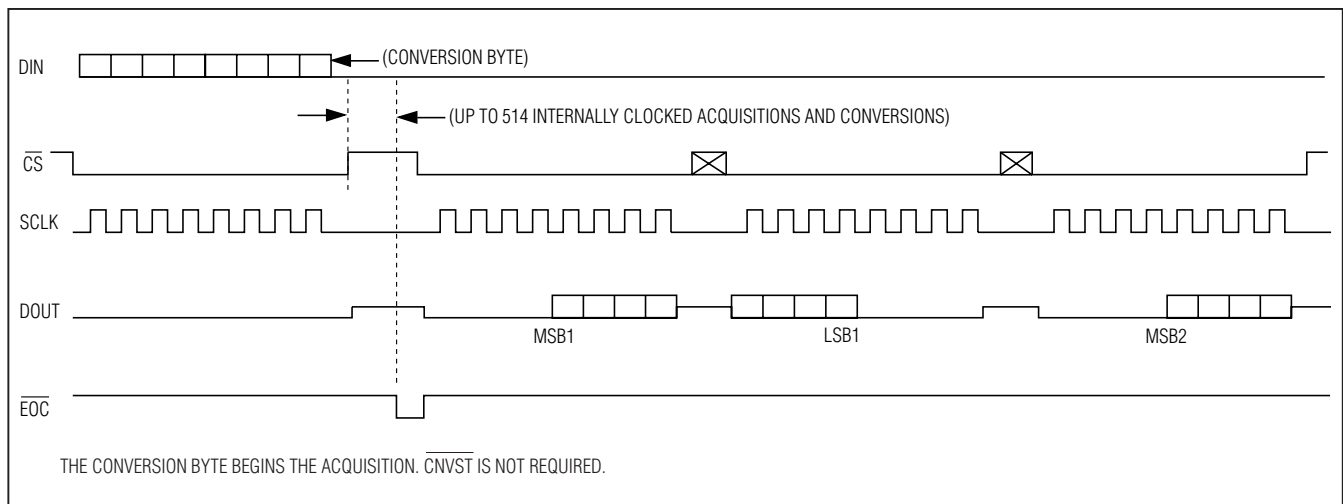 DIN
(CONVERSION BYTE)
(UP TO 514 INTERNALLY CLOCKED ACQUISITIONS AND CONVERSIONS)
CS
SCLK
DOUT
MSB1
LSB1
MSB2
EOC
THE CONVERSION BYTE BEGINS THE ACQUISITION. CNVST IS NOT REQUIRED.